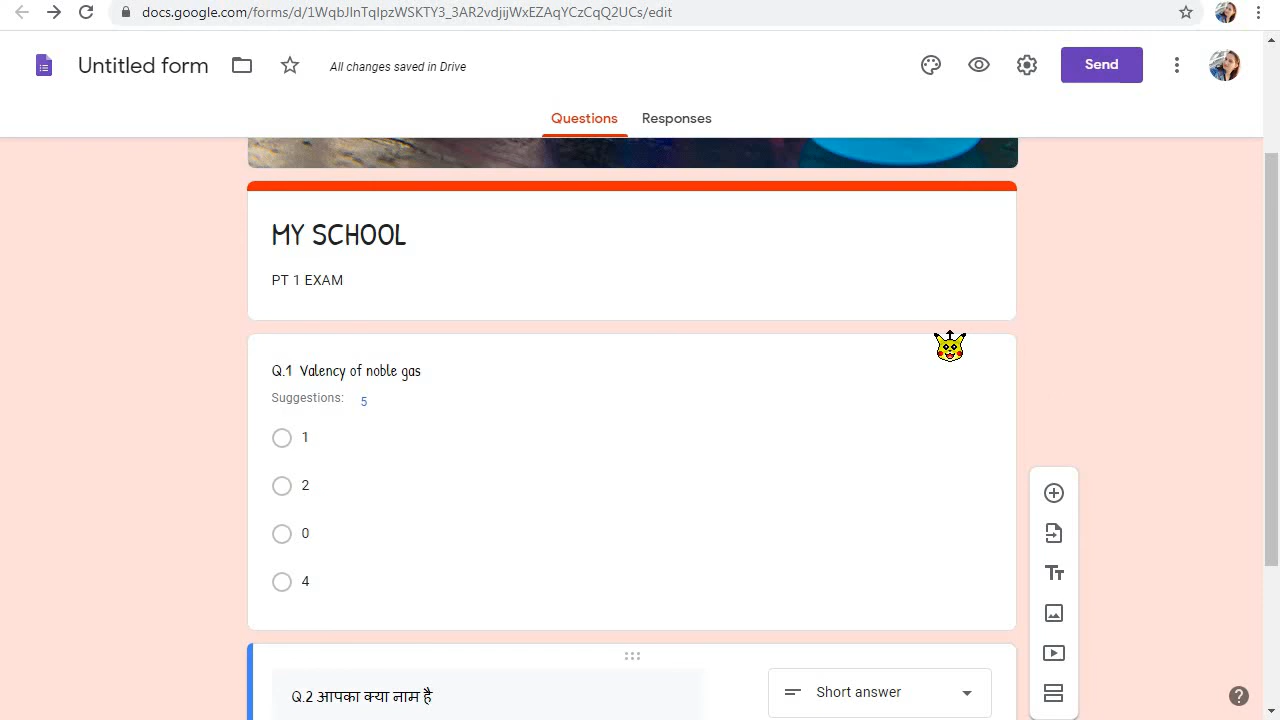 docs.google.com/forms/d/1WqbJInTqIpzWSKTY3_3AR2vdjijWxEZAqYCzCqQ2UCs/edit
Untitled form
All changes saved in Drive
Send
Questions
Responses
MY SCHOOL
PT 1 EXAM
Q.1 Valency of noble gas
Suggestions: 5
1
2
0
4
Q.2 आपका क्या नाम है
Short answer